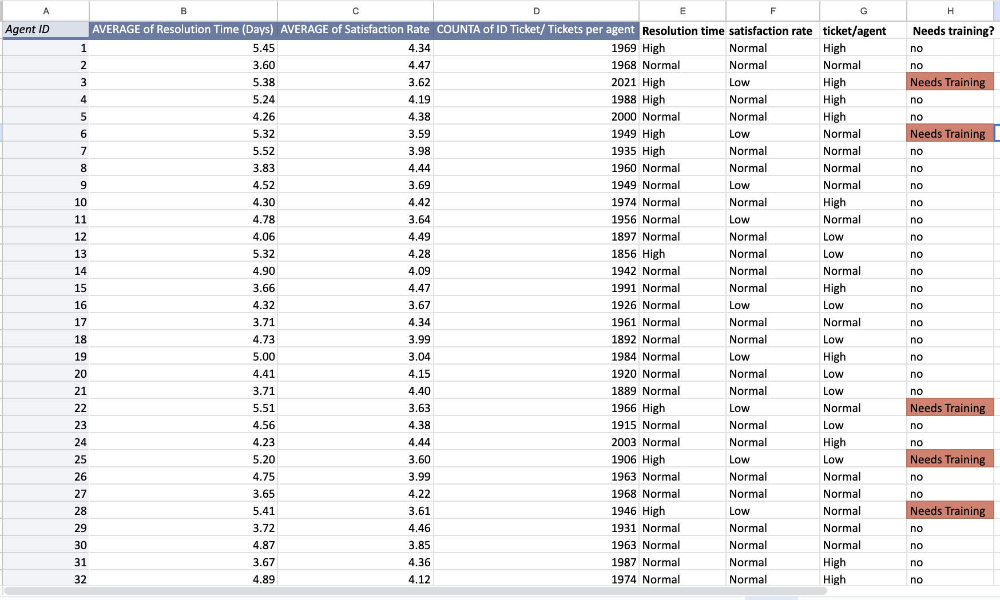 A B C D E F G H
Agent ID AVERAGE of Resolution Time (Days) AVERAGE of Satisfaction Rate COUNTA of ID Ticket/ Tickets per agent Resolution time satisfaction rate ticket/agent Needs training?
1 5.45 4.34 1969 High Normal High no
2 3.60 4.47 1968 Normal Normal Normal no
3 5.38 3.62 2021 High Low High Needs Training
4 5.24 4.19 1988 High Normal High no
5 4.26 4.38 2000 Normal Normal High no
6 5.32 3.59 1949 High Low Normal Needs Training
7 5.52 3.98 1935 High Normal Normal no
8 3.83 4.44 1960 Normal Normal Normal no
9 4.52 3.69 1949 Normal Low Normal no
10 4.30 4.42 1974 Normal Normal High no
11 4.78 3.64 1956 Normal Low Normal no
12 4.06 4.49 1897 Normal Normal Low no
13 5.32 4.28 1856 High Normal Low no
14 4.90 4.09 1942 Normal Normal Normal no
15 3.66 4.47 1991 Normal Normal High no
16 4.32 3.67 1926 Normal Low Low no
17 3.71 4.34 1961 Normal Normal Normal no
18 4.73 3.99 1892 Normal Normal Low no
19 5.00 3.04 1984 Normal Low High no
20 4.41 4.15 1920 Normal Normal Low no
21 3.71 4.40 1889 Normal Normal Low no
22 5.51 3.63 1966 High Low Normal Needs Training
23 4.56 4.38 1915 Normal Normal Low no
24 4.23 4.44 2003 Normal Normal High no
25 5.20 3.60 1906 High Low Low Needs Training
26 4.75 3.99 1963 Normal Normal Normal no
27 3.65 4.22 1968 Normal Normal Normal no
28 5.41 3.61 1946 High Low Normal Needs Training
29 3.72 4.46 1931 Normal Normal Normal no
30 4.87 3.85 1963 Normal Normal Normal no
31 3.67 4.36 1987 Normal Normal High no
32 4.89 4.12 1974 Normal Normal High no